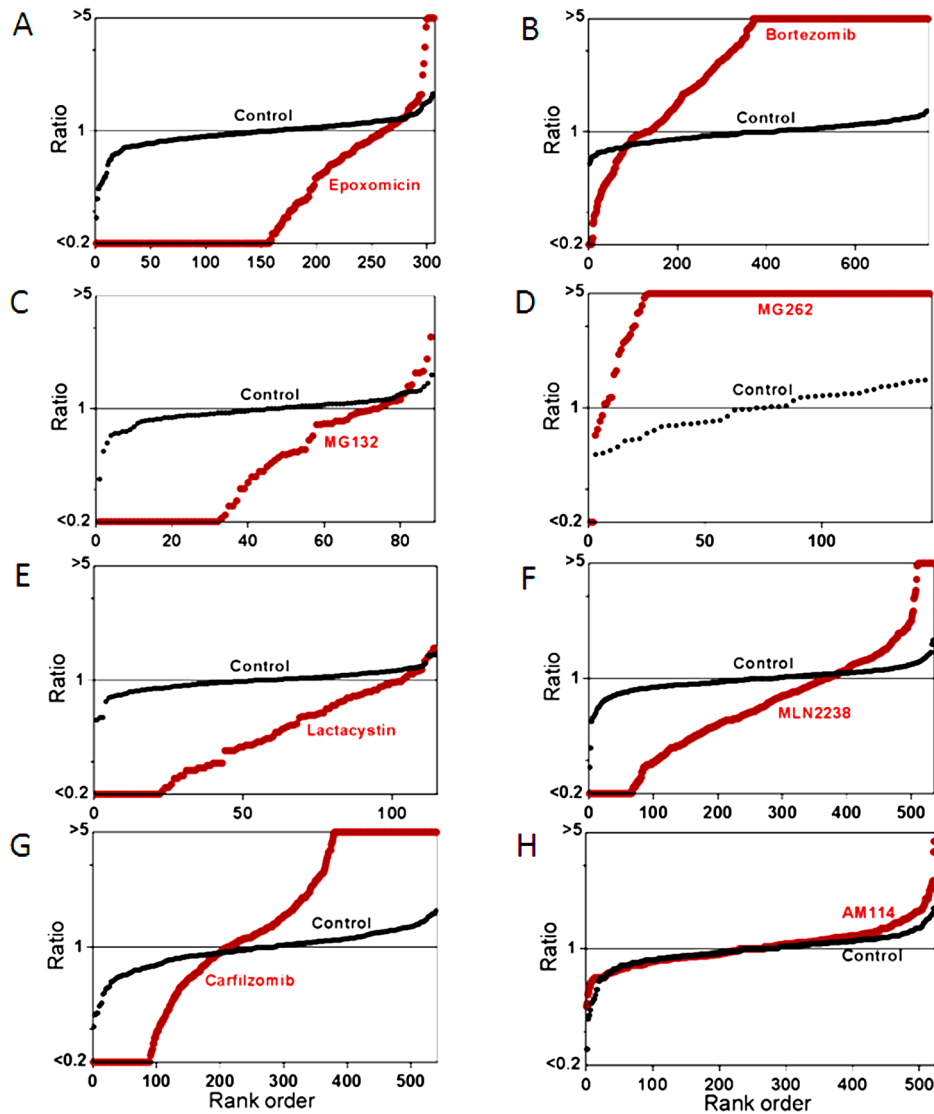 A
>5
Ratio
1
<0.2
Control
Epoxomicin
0 50 100 150 200 250 300
B
>5
Ratio
1
<0.2
Bortezomib
Control
0 200 400 600
C
>5
Ratio
1
<0.2
Control
MG132
0 20 40 60 80
D
>5
Ratio
1
<0.2
MG262
Control
0 50 100
E
>5
Ratio
1
<0.2
Control
Lactacystin
0 50 100
F
>5
Ratio
1
<0.2
Control
MLN2238
0 100 200 300 400 500
G
>5
Ratio
1
<0.2
Control
Carfilzomib
0 100 200 300 400 500
Rank order
H
>5
Ratio
1
<0.2
AM114
Control
0 100 200 300 400 500
Rank order